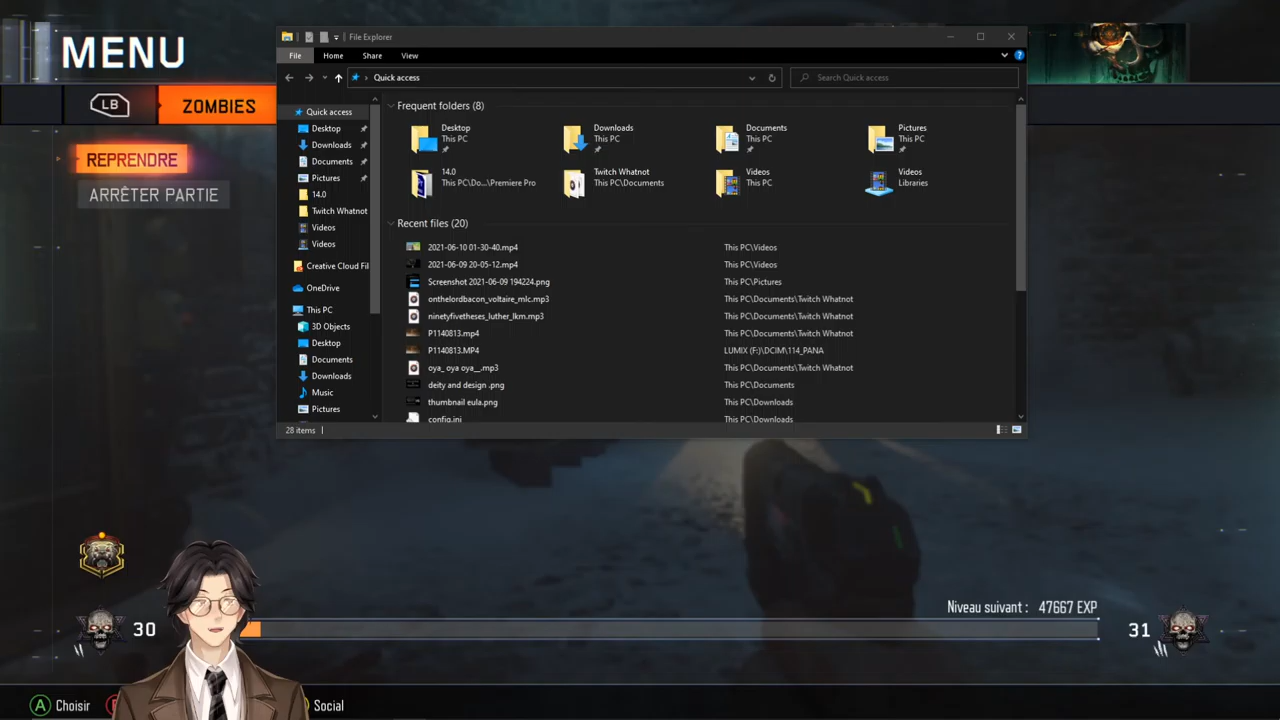 MENU
LB
ZOMBIES
REPRENDRE
ARRÊTER PARTIE
File Explorer
File Home Share View
Quick access
Search Quick access
Quick access
Desktop
Downloads
Documents
Pictures
14.0
Twitch Whatnot
Videos
Videos
Creative Cloud Fil
OneDrive
This PC
3D Objects
Desktop
Documents
Downloads
Music
Pictures
Frequent folders (8)
Desktop
This PC
Downloads
This PC
Documents
This PC
Pictures
This PC
14.0
This PC\Do...\Premiere Pro
Twitch Whatnot
This PC\Documents
Videos
This PC
Videos
Libraries
Recent files (20)
2021-06-10 01-30-40.mp4 This PC\Videos
2021-06-09 20-05-12.mp4 This PC\Videos
Screenshot 2021-06-09 194224.png This PC\Pictures
onthelordbacon_voltaire_mlc.mp3 This PC\Documents\Twitch Whatnot
ninetyfivetheses_luther_lkm.mp3 This PC\Documents\Twitch Whatnot
P1140813.mp4 This PC\Documents\Twitch Whatnot
P1140813.MP4 LUMIX (F:)\DCIM\114_PANA
oya_ oya oya__.mp3 This PC\Documents\Twitch Whatnot
deity and design .png This PC\Documents
thumbnail eula.png This PC\Downloads
config.ini This PC\Downloads
28 items
Niveau suivant : 47667 EXP
30
31
A Choisir
Social